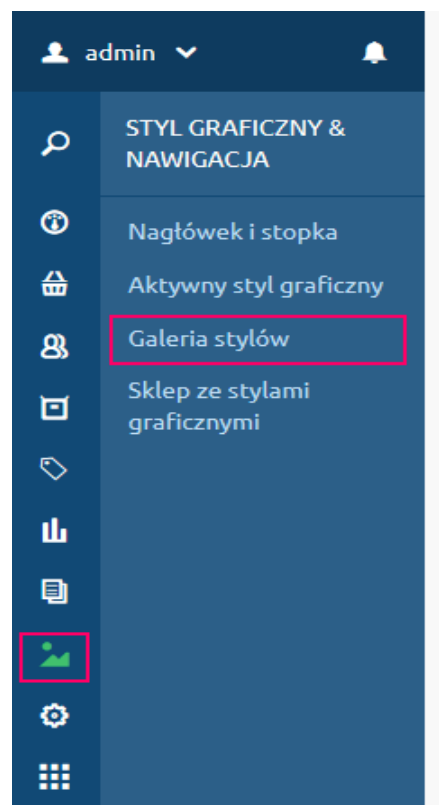 admin
STYL GRAFICZNY &
NAWIGACJA
Nagłówek i stopka
Aktywny styl graficzny
Galeria stylów
Sklep ze stylami
graficznymi